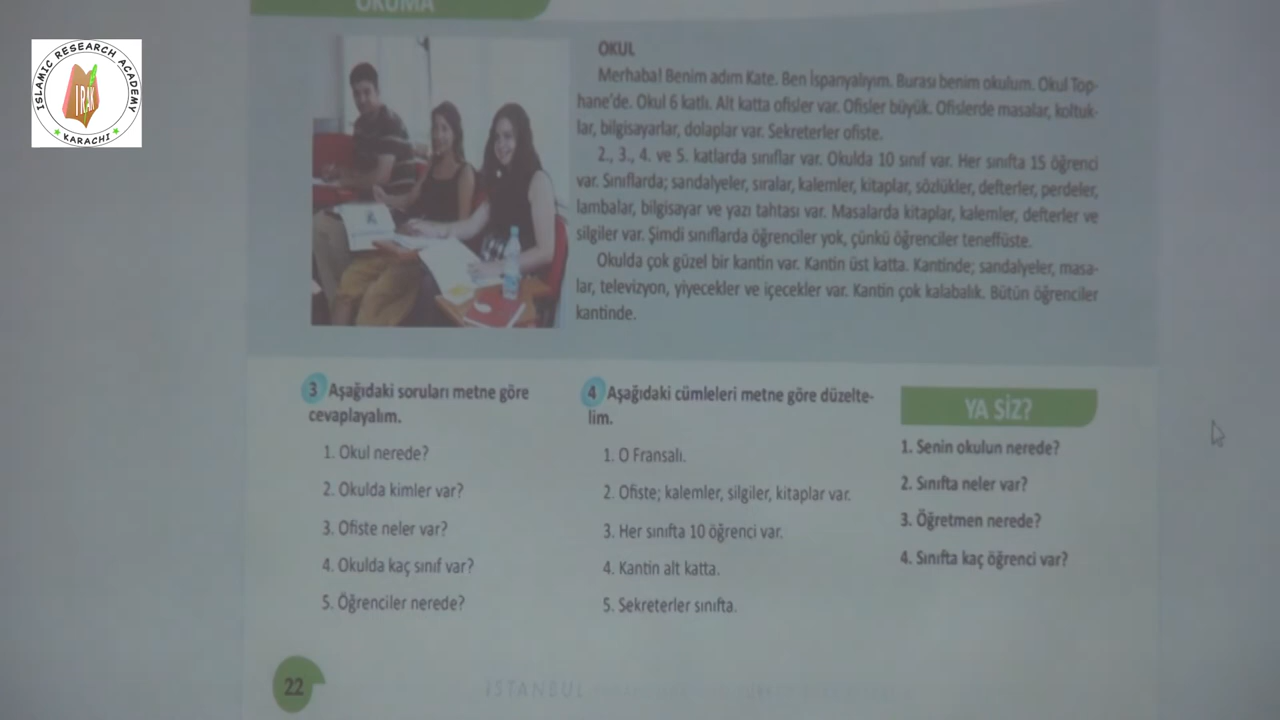 OKUMA
ISLAMIC RESEARCH ACADEMY
IRAK
KARACHI
OKUL
Merhaba! Benim adım Kate. Ben İspanyalıyım. Burası benim okulum. Okul Top-
hane'de. Okul 6 katlı. Alt katta ofisler var. Ofisler büyük. Ofislerde masalar, koltuk-
lar, bilgisayarlar, dolaplar var. Sekreterler ofiste.
2., 3., 4. ve 5. katlarda sınıflar var. Okulda 10 sınıf var. Her sınıfta 15 öğrenci
var. Sınıflarda; sandalyeler, sıralar, kalemler, kitaplar, sözlükler, defterler, perdeler,
lambalar, bilgisayar ve yazı tahtası var. Masalarda kitaplar, kalemler, defterler ve
silgiler var. Şimdi sınıflarda öğrenciler yok, çünkü öğrenciler teneffüste.
Okulda çok güzel bir kantin var. Kantin üst katta. Kantinde; sandalyeler, masa-
lar, televizyon, yiyecekler ve içecekler var. Kantin çok kalabalık. Bütün öğrenciler
kantinde.
3 Aşağıdaki soruları metne göre
cevaplayalım.
1. Okul nerede?
2. Okulda kimler var?
3. Ofiste neler var?
4. Okulda kaç sınıf var?
5. Öğrenciler nerede?
4 Aşağıdaki cümleleri metne göre düzelte-
lim.
1. O Fransalı.
2. Ofiste; kalemler, silgiler, kitaplar var.
3. Her sınıfta 10 öğrenci var.
4. Kantin alt katta.
5. Sekreterler sınıfta.
YA SİZ?
1. Senin okulun nerede?
2. Sınıfta neler var?
3. Öğretmen nerede?
4. Sınıfta kaç öğrenci var?
22
İSTANBUL